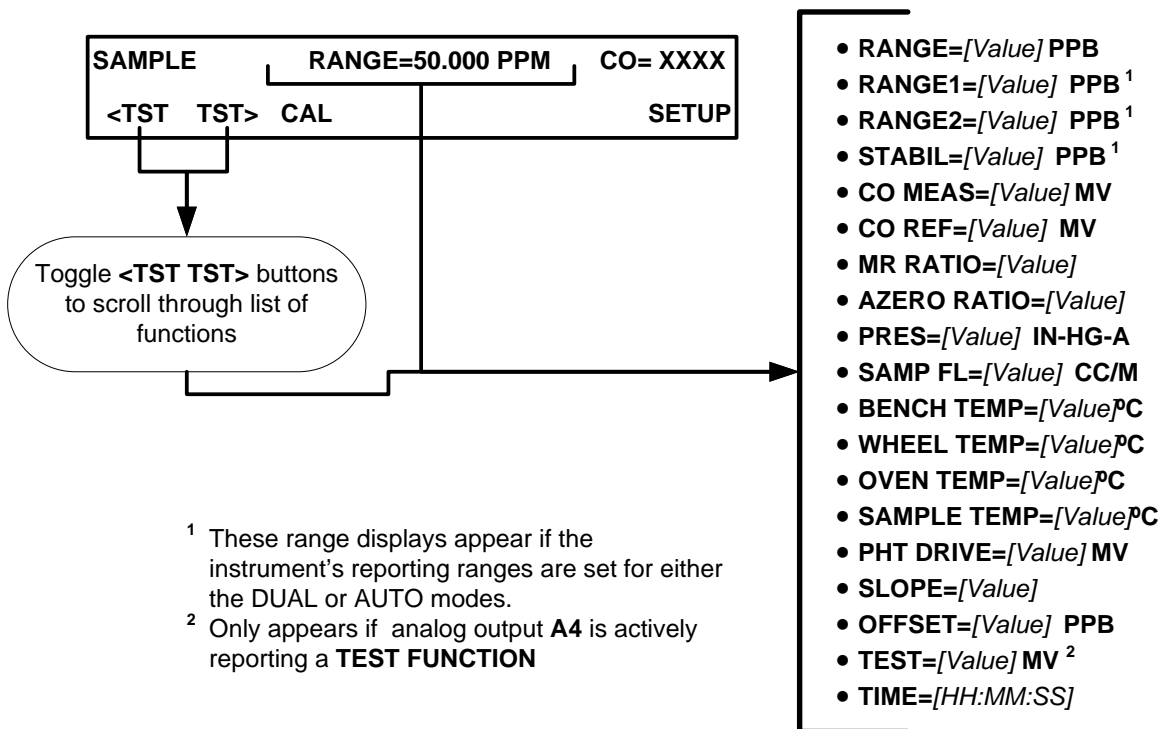 SAMPLE RANGE=50.000 PPM CO= XXXX
<TST TST> CAL SETUP
Toggle <TST TST> buttons
to scroll through list of
functions
1 These range displays appear if the
instrument's reporting ranges are set for either
the DUAL or AUTO modes.
2 Only appears if analog output A4 is actively
reporting a TEST FUNCTION
• RANGE=[Value] PPB
• RANGE1=[Value] PPB 1
• RANGE2=[Value] PPB 1
• STABIL=[Value] PPB 1
• CO MEAS=[Value] MV
• CO REF=[Value] MV
• MR RATIO=[Value]
• AZERO RATIO=[Value]
• PRES=[Value] IN-HG-A
• SAMP FL=[Value] CC/M
• BENCH TEMP=[Value]ºC
• WHEEL TEMP=[Value]ºC
• OVEN TEMP=[Value]ºC
• SAMPLE TEMP=[Value]ºC
• PHT DRIVE=[Value] MV
• SLOPE=[Value]
• OFFSET=[Value] PPB
• TEST=[Value] MV 2
• TIME=[HH:MM:SS]